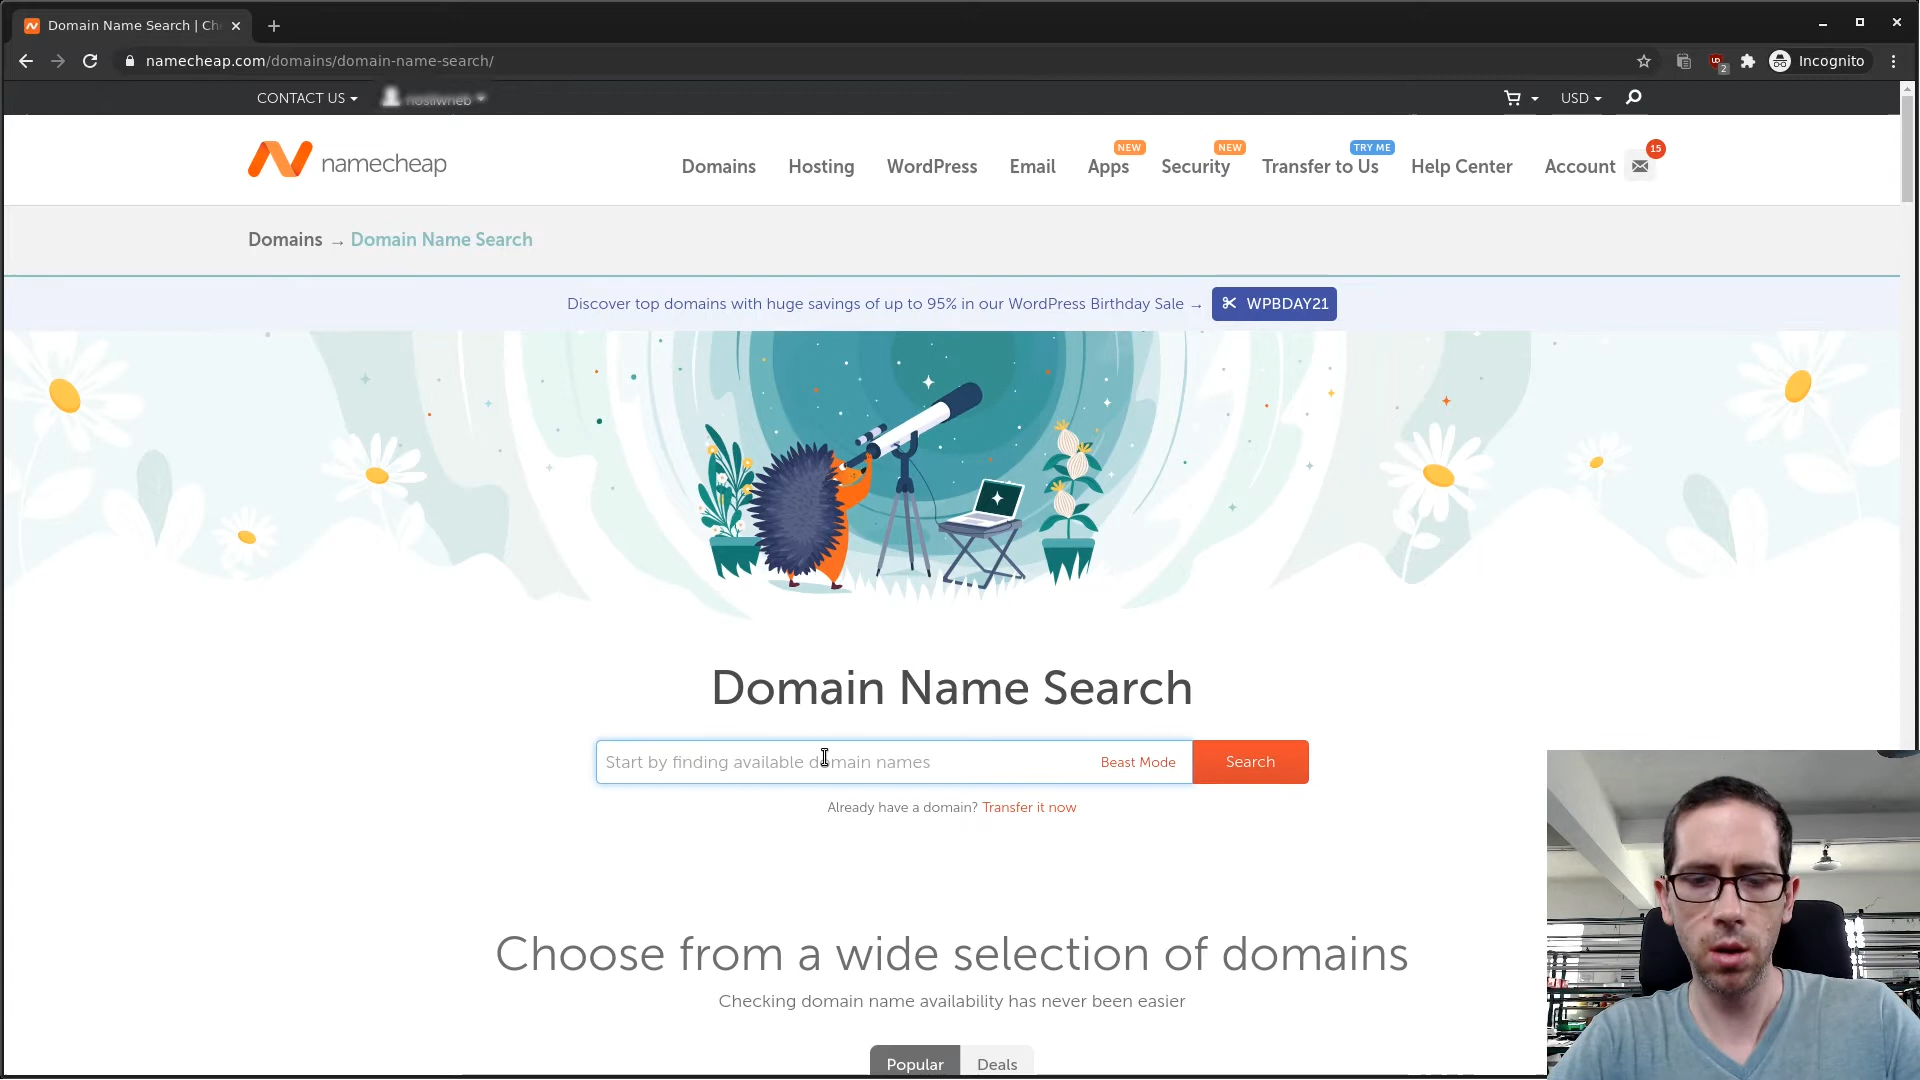 Domain Name Search | Ch
namecheap.com/domains/domain-name-search/
2
Incognito
CONTACT US
USD
namecheap
Domains
Hosting
WordPress
Email
NEW
Apps
NEW
Security
TRY ME
Transfer to Us
Help Center
Account
15
Domains → Domain Name Search
Discover top domains with huge savings of up to 95% in our WordPress Birthday Sale →
WPBDAY21
Domain Name Search
Start by finding available domain names
Beast Mode
Search
Already have a domain? Transfer it now
Choose from a wide selection of domains
Checking domain name availability has never been easier
Popular
Deals